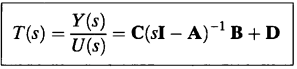 T(s) = Y(s)/U(s) = C(sI − A)⁻¹ B + D